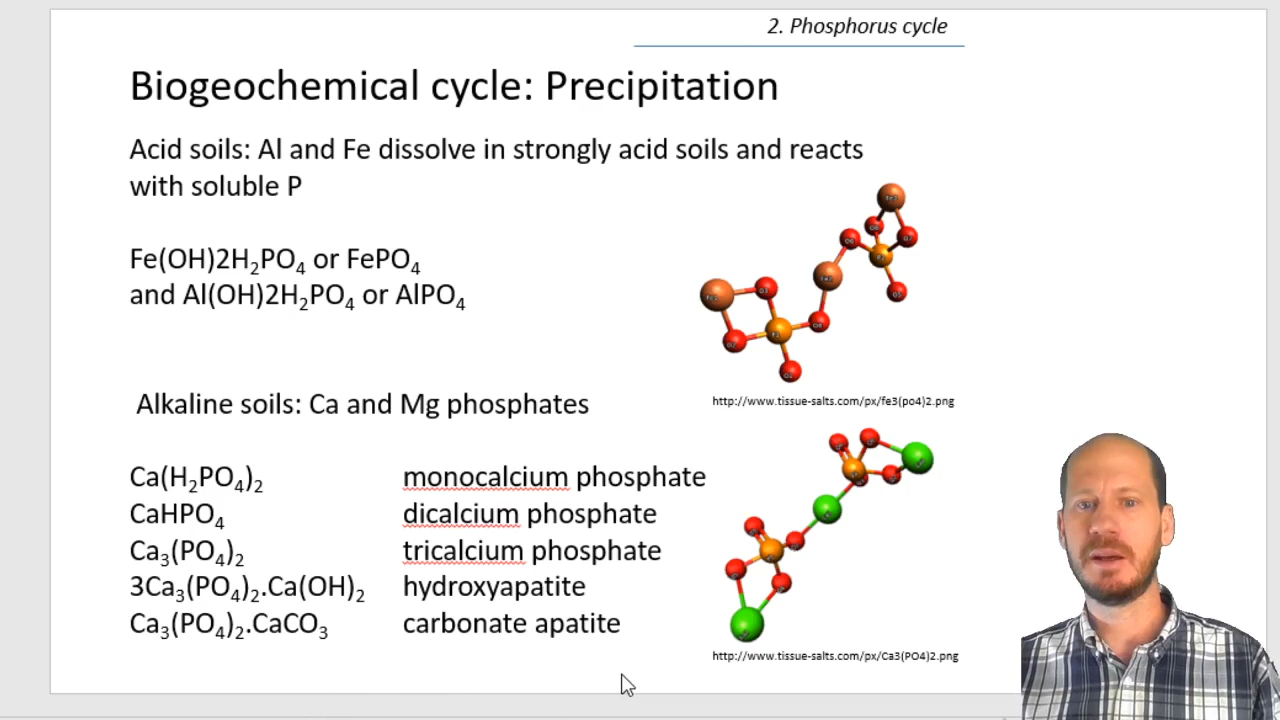 2. Phosphorus cycle
Biogeochemical cycle: Precipitation
Acid soils: Al and Fe dissolve in strongly acid soils and reacts
with soluble P
Fe(OH)2H₂PO₄ or FePO₄
and Al(OH)2H₂PO₄ or AlPO₄
http://www.tissue-salts.com/px/fe3(po4)2.png
Alkaline soils: Ca and Mg phosphates
Ca(H₂PO₄)₂ monocalcium phosphate
CaHPO₄ dicalcium phosphate
Ca₃(PO₄)₂ tricalcium phosphate
3Ca₃(PO₄)₂.Ca(OH)₂ hydroxyapatite
Ca₃(PO₄)₂.CaCO₃ carbonate apatite
http://www.tissue-salts.com/px/Ca3(PO4)2.png